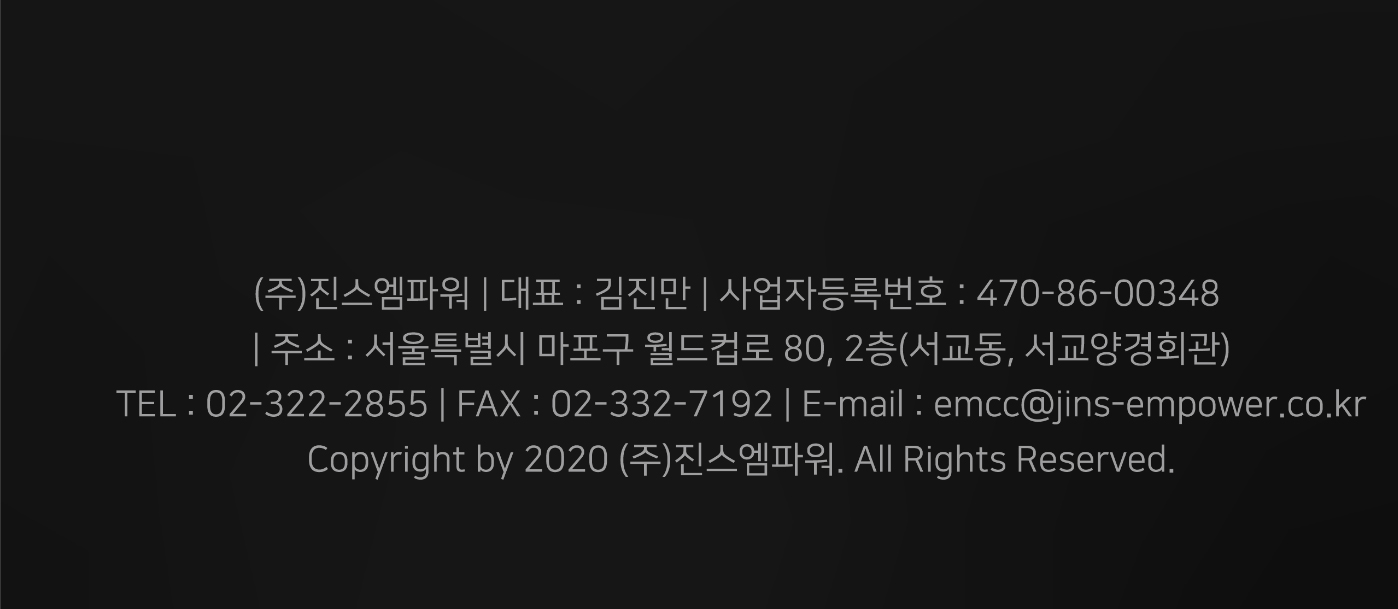 (주)진스엠파워 | 대표 : 김진만 | 사업자등록번호 : 470-86-00348
| 주소 : 서울특별시 마포구 월드컵로 80, 2층(서교동, 서교양경회관)
TEL : 02-322-2855 | FAX : 02-332-7192 | E-mail : emcc@jins-empower.co.kr
Copyright by 2020 (주)진스엠파워. All Rights Reserved.